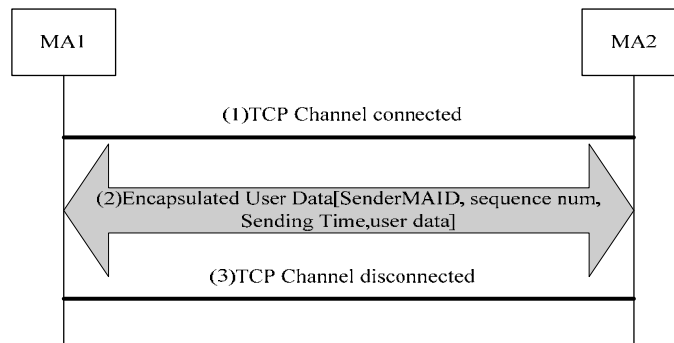 MA1
MA2
(1)TCP Channel connected
(2)Encapsulated User Data[SenderMAID, sequence num,
Sending Time,user data]
(3)TCP Channel disconnected